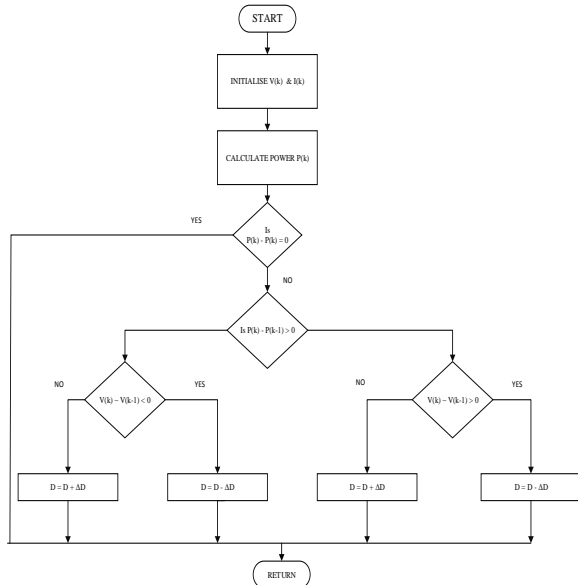 START
INITIALISE V(k) & I(k)
CALCULATE POWER P(k)
YES
Is
P(k) - P(k) = 0
NO
Is P(k) - P(k-1) > 0
NO
V(k) – V(k-1) < 0
YES
NO
V(k) – V(k-1) > 0
YES
D = D + ΔD
D = D - ΔD
D = D + ΔD
D = D - ΔD
RETURN